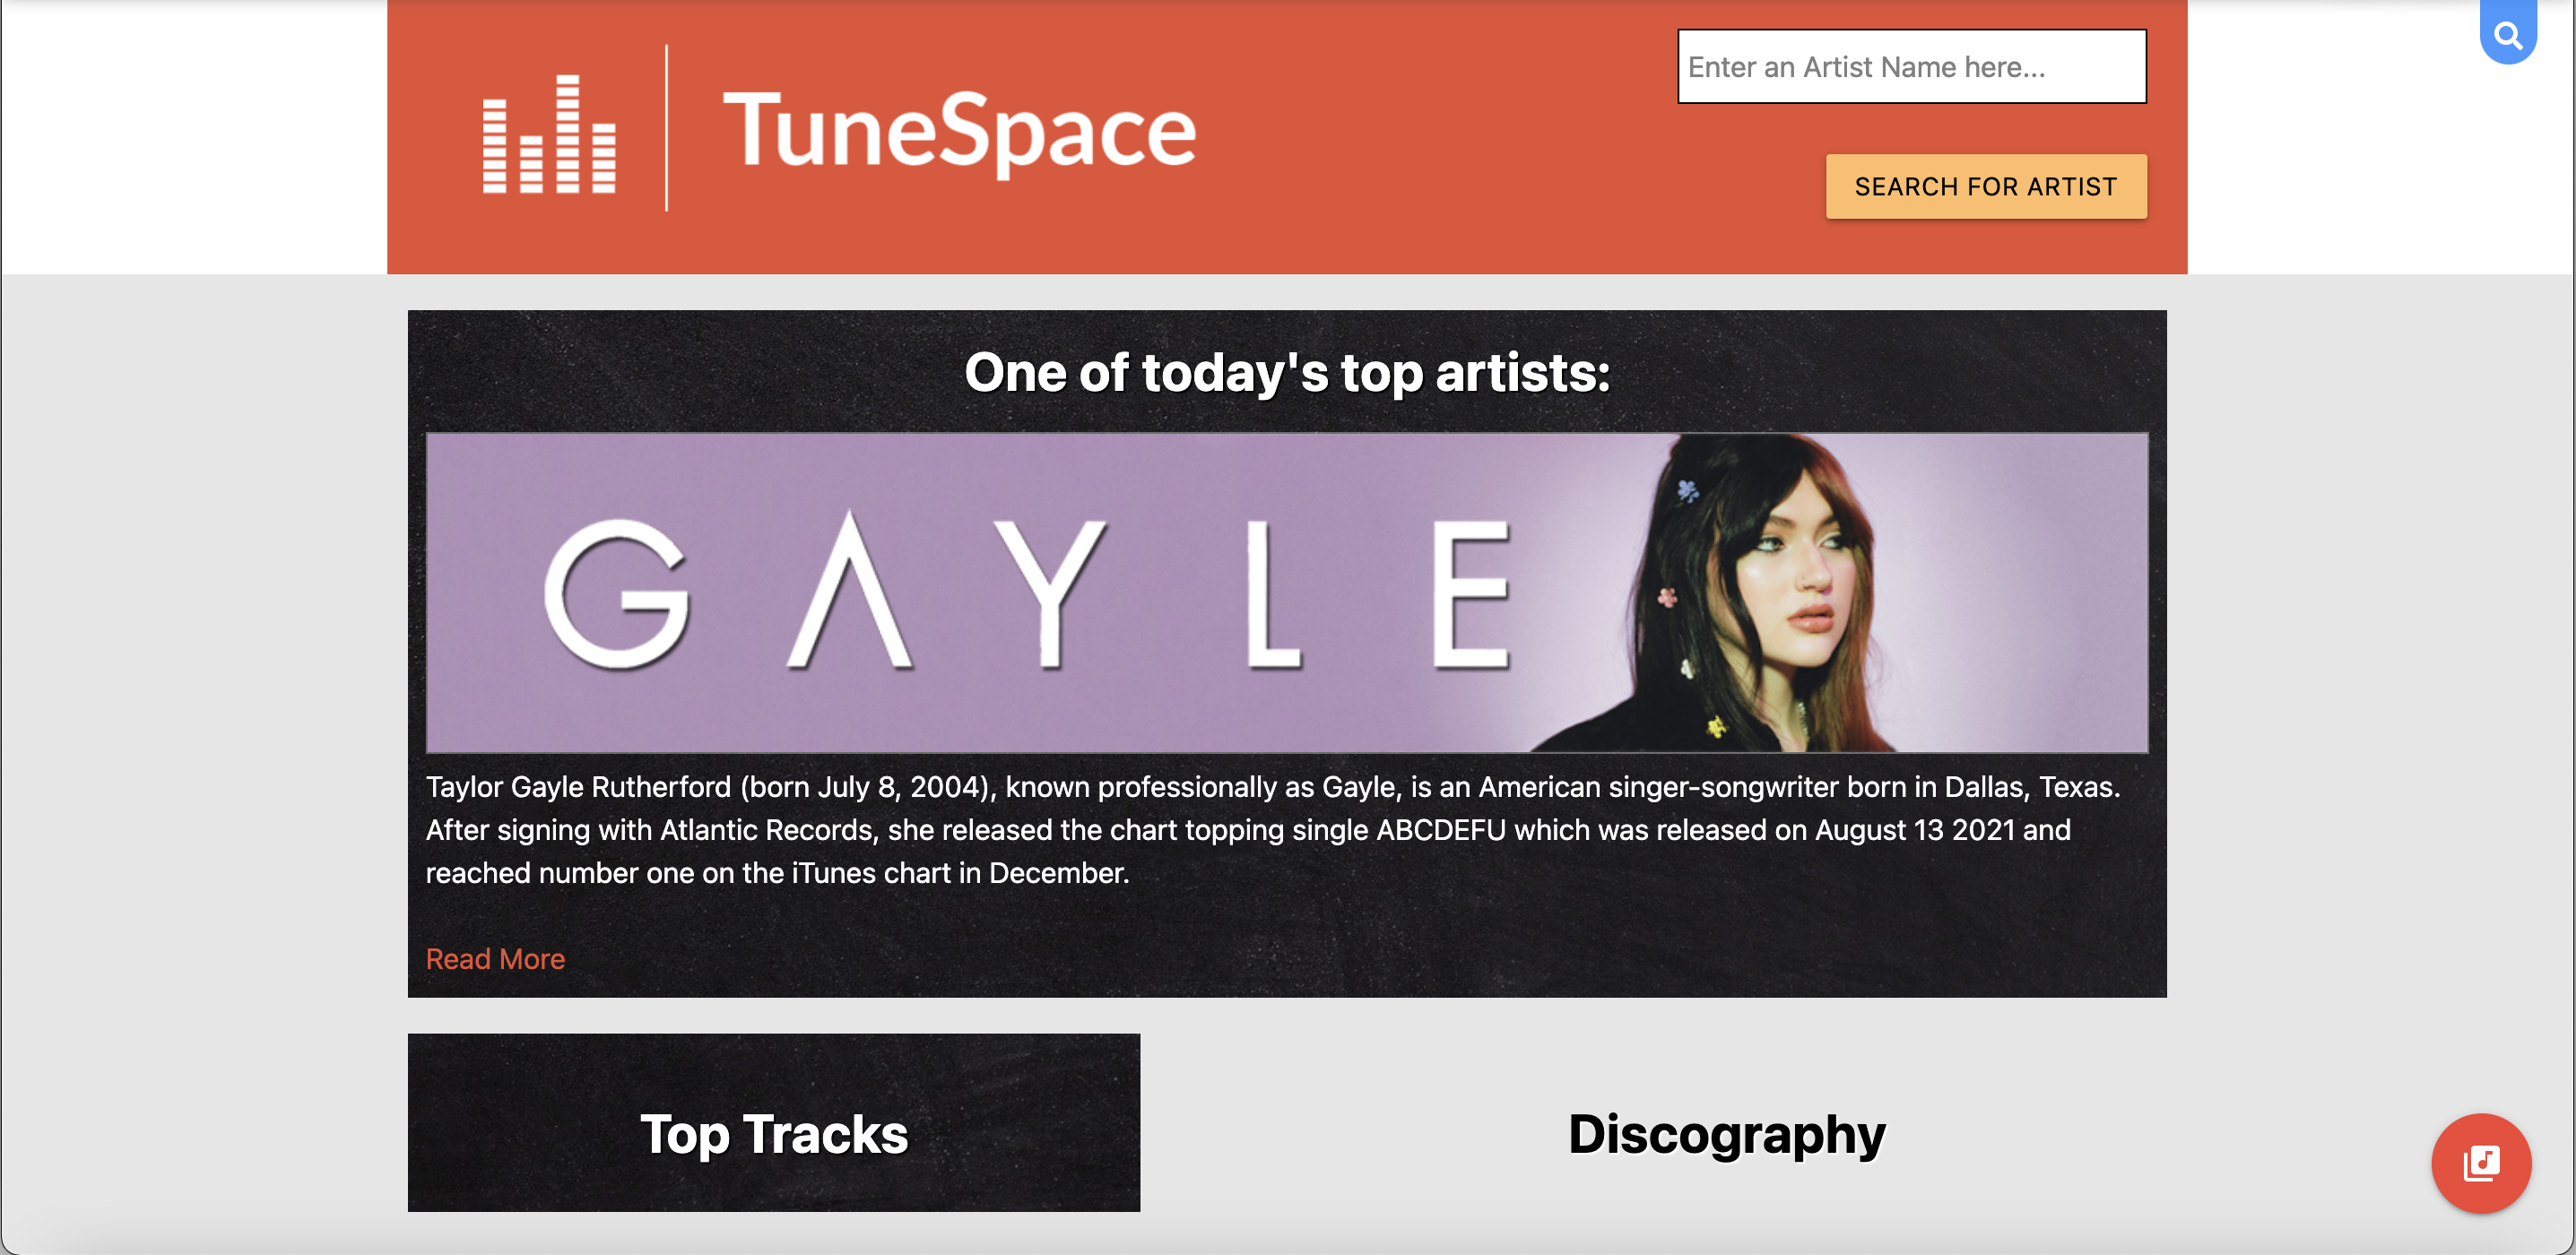 TuneSpace
Enter an Artist Name here...
SEARCH FOR ARTIST
One of today's top artists:
GAYLE
Taylor Gayle Rutherford (born July 8, 2004), known professionally as Gayle, is an American singer-songwriter born in Dallas, Texas.
After signing with Atlantic Records, she released the chart topping single ABCDEFU which was released on August 13 2021 and
reached number one on the iTunes chart in December.
Read More
Top Tracks
Discography